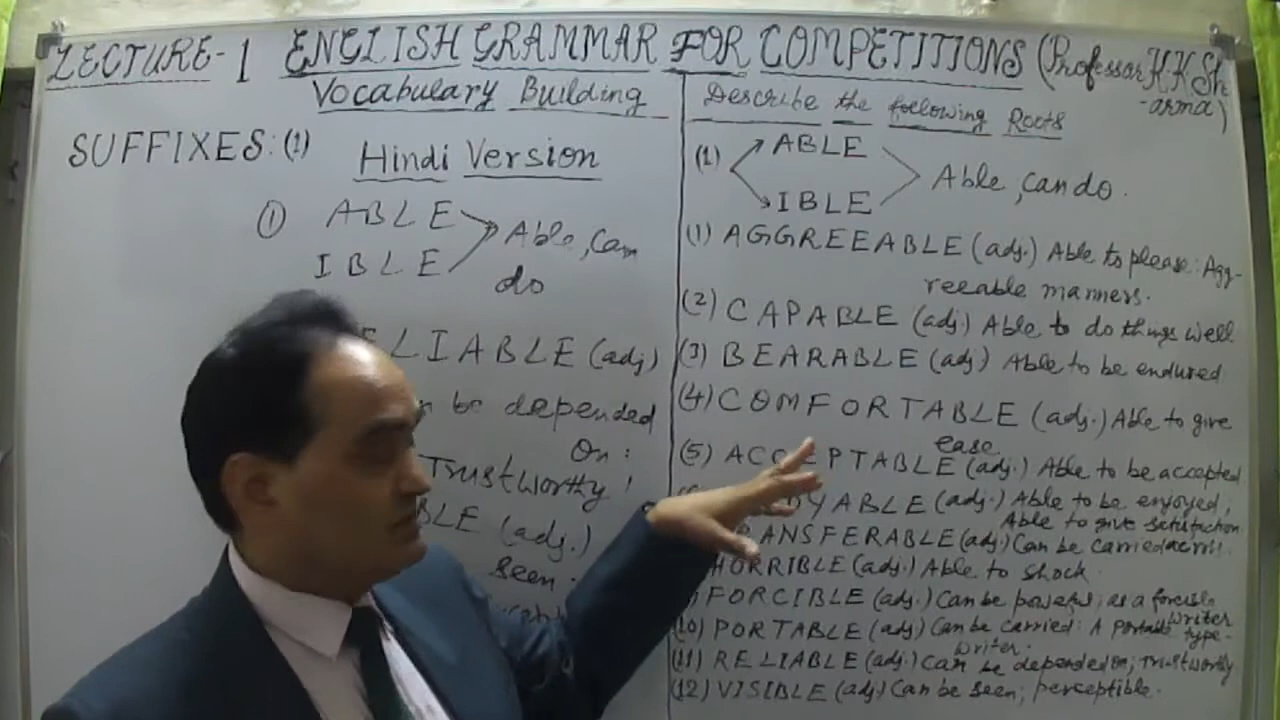 LECTURE-1 ENGLISH GRAMMAR FOR COMPETITIONS (Professor KK Sh
-arma)
Vocabulary Building
SUFFIXES: (1)
Hindi Version
(1) ABLE
IBLE
Able, Can
do
ELIABLE (adj)
n be depended
On:
Trustworthy!
BLE (adj.)
seen.
Describe the following Roots
(1) ABLE
IBLE
Able, can do.
(1) AGGREEABLE (adj.) Able to please: Agg-
reeable manners.
(2) CAPABLE (adj.) Able to do things well
(3) BEARABLE (adj) Able to be endured
(4) COMFORTABLE (adj.) Able to give
ease
(5) ACCEPTABLE (adj.) Able to be accepted
OYABLE (adj.) Able to be enjoyed,
Able to give satisfaction
RANSFERABLE (adj.) Can be carried across.
HORRIBLE (adj.) Able to shock.
FORCIBLE (adj.) Can be powerful; as a forcible
writer
(10) PORTABLE (adj) Can be carried: A portable type-
writer.
(11) RELIABLE (adj.) Can be depended on; trustworthy
(12) VISIBLE (adj) Can be seen; perceptible.